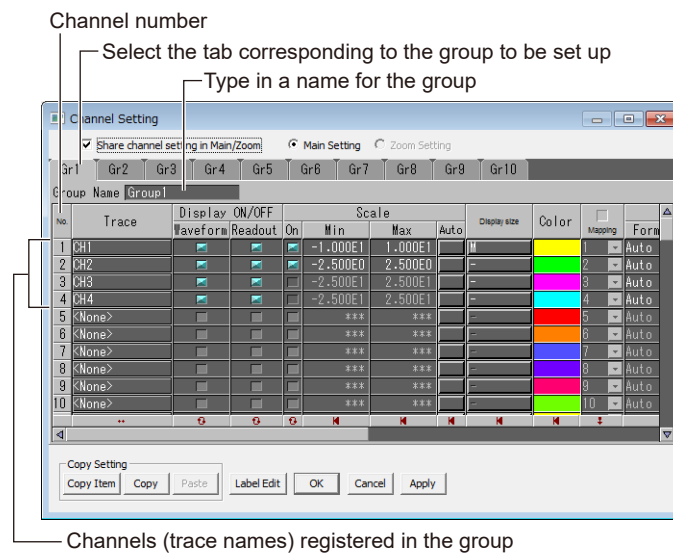 Channel number
Select the tab corresponding to the group to be set up
Type in a name for the group
Channel Setting
Share channel setting in Main/Zoom Main Setting Zoom Setting
Gr1 Gr2 Gr3 Gr4 Gr5 Gr6 Gr7 Gr8 Gr9 Gr10
Group Name Group1
Display ON/OFF Scale
No. Trace Waveform Readout On Min Max Auto Display size Color Mapping Form
1 CH1 -1.000E1 1.000E1 M 1 Auto
2 CH2 -2.500E0 2.500E0 - 2 Auto
3 CH3 -2.500E1 2.500E1 - 3 Auto
4 CH4 -2.500E1 2.500E1 - 4 Auto
5 <None> *** *** - 5 Auto
6 <None> *** *** - 6 Auto
7 <None> *** *** - 7 Auto
8 <None> *** *** - 8 Auto
9 <None> *** *** - 9 Auto
10 <None> *** *** - 10 Auto
Copy Setting
Copy Item Copy Paste Label Edit OK Cancel Apply
Channels (trace names) registered in the group